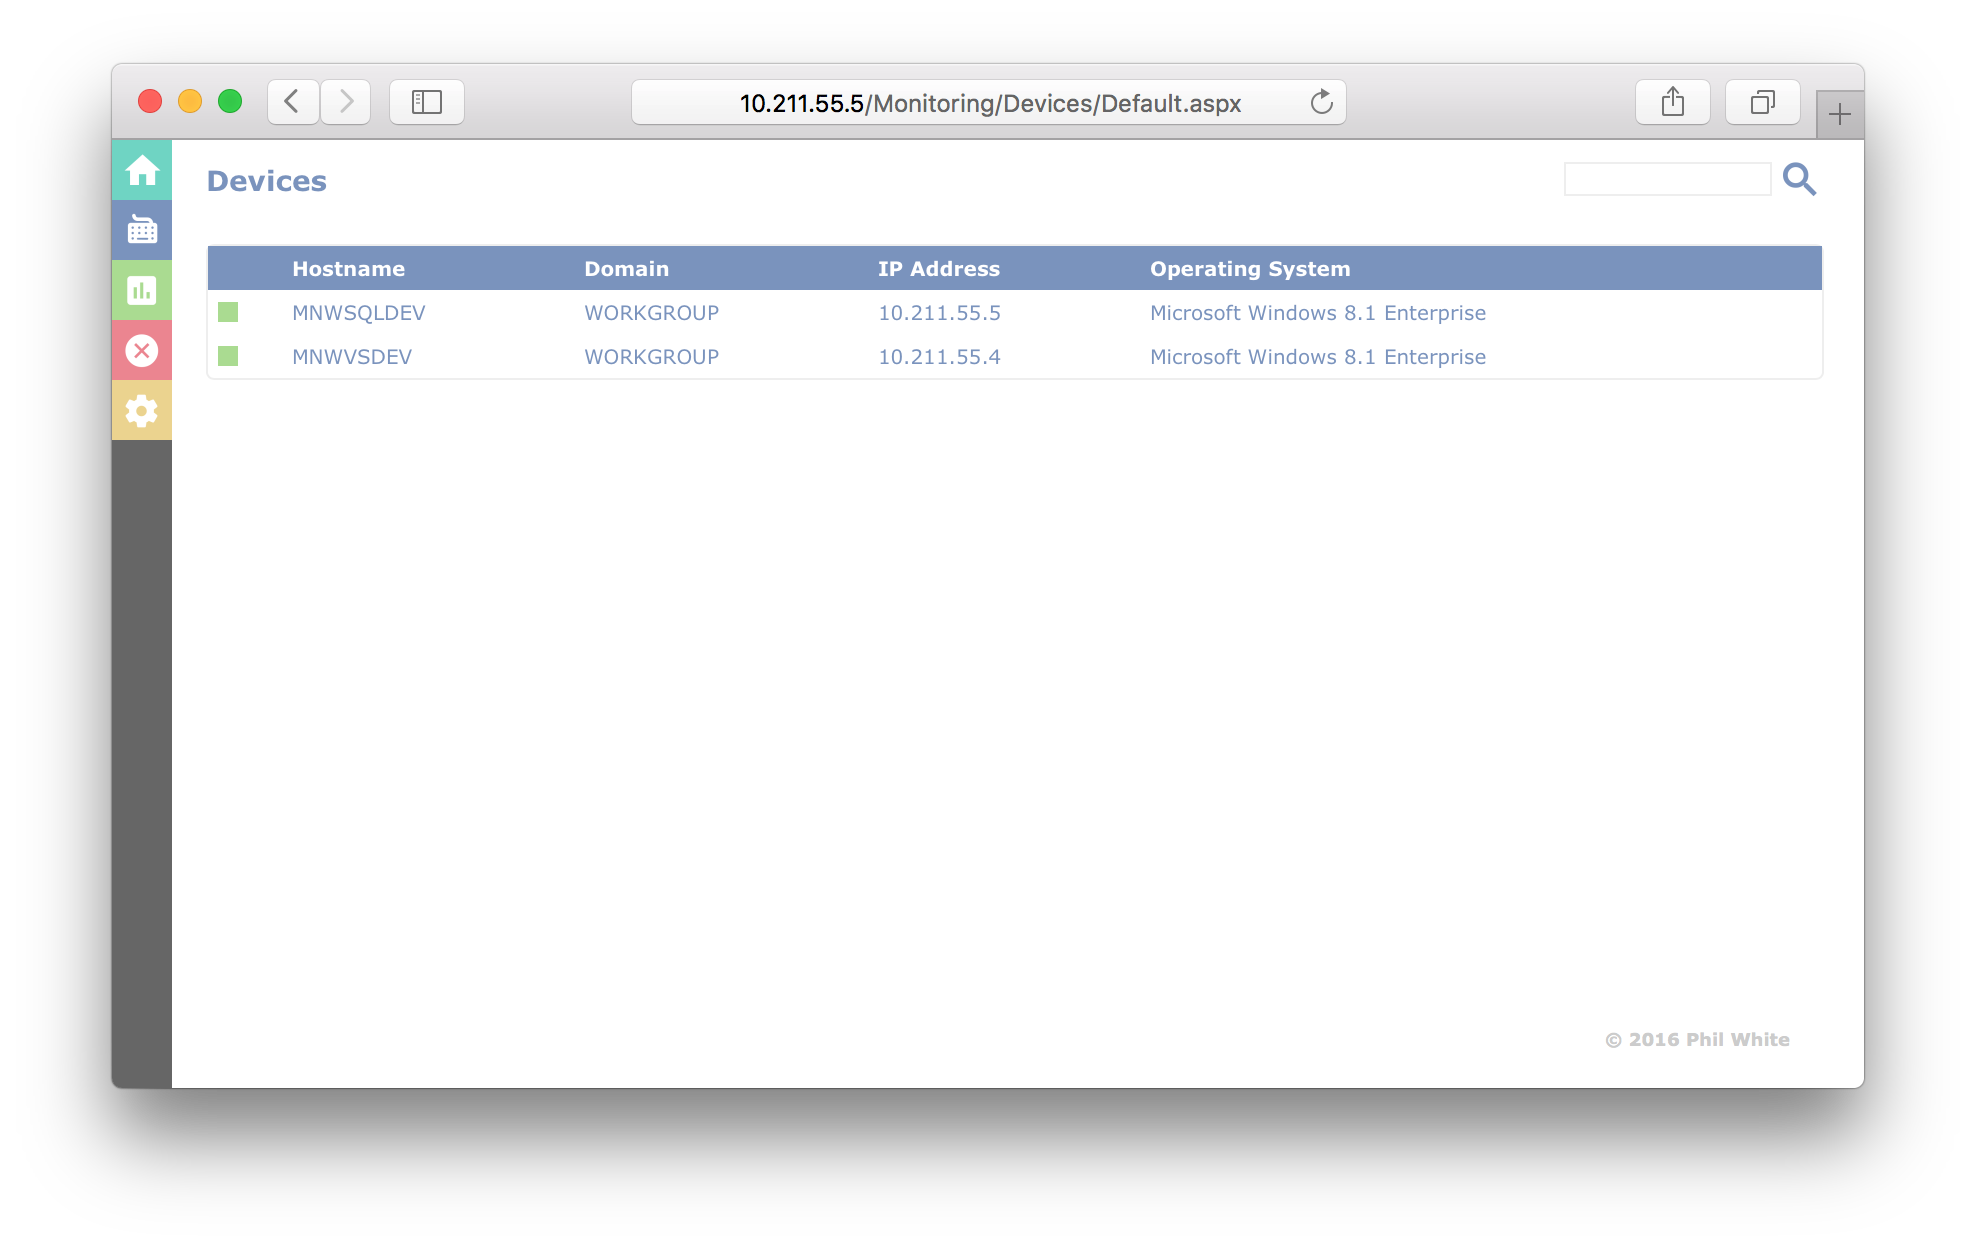 10.211.55.5/Monitoring/Devices/Default.aspx
Devices
Hostname Domain IP Address Operating System
MNWSQLDEV WORKGROUP 10.211.55.5 Microsoft Windows 8.1 Enterprise
MNWVSDEV WORKGROUP 10.211.55.4 Microsoft Windows 8.1 Enterprise
© 2016 Phil White